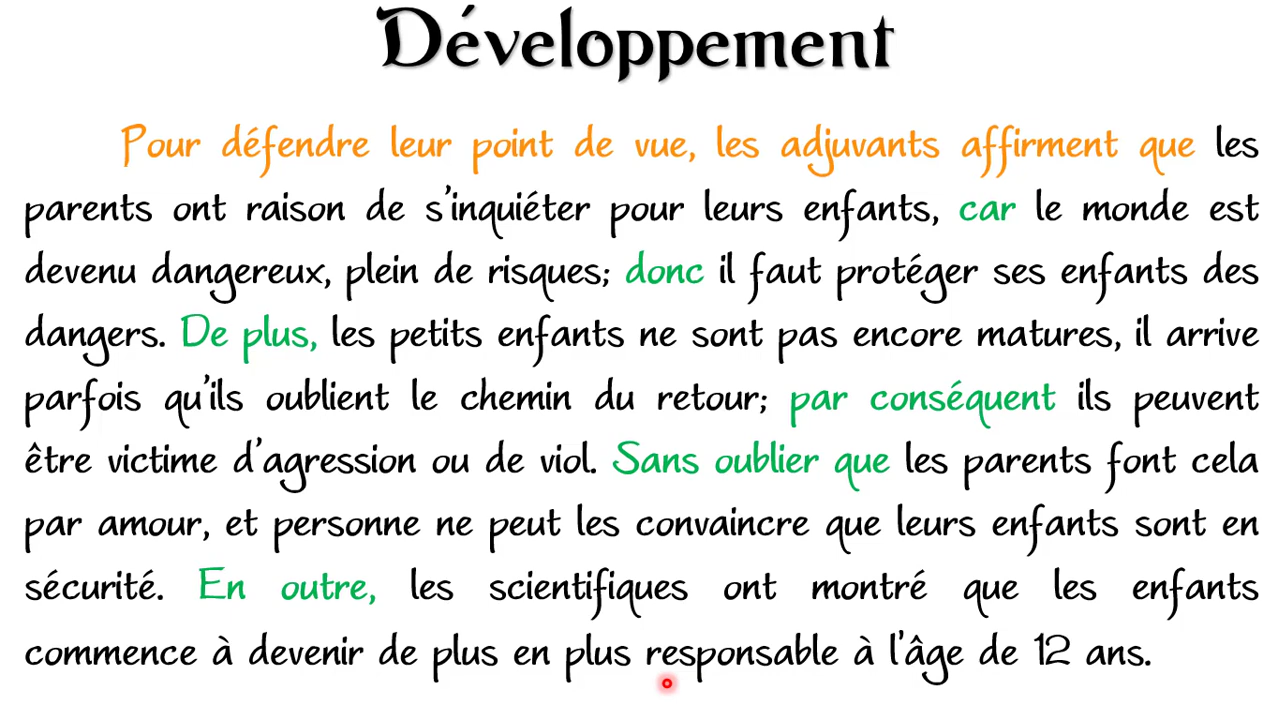 Développement
Pour défendre leur point de vue, les adjuvants affirment que les
parents ont raison de s'inquiéter pour leurs enfants, car le monde est
devenu dangereux, plein de risques; donc il faut protéger ses enfants des
dangers. De plus, les petits enfants ne sont pas encore matures, il arrive
parfois qu'ils oublient le chemin du retour; par conséquent ils peuvent
être victime d'agression ou de viol. Sans oublier que les parents font cela
par amour, et personne ne peut les convaincre que leurs enfants sont en
sécurité. En outre, les scientifiques ont montré que les enfants
commence à devenir de plus en plus responsable à l'âge de 12 ans.